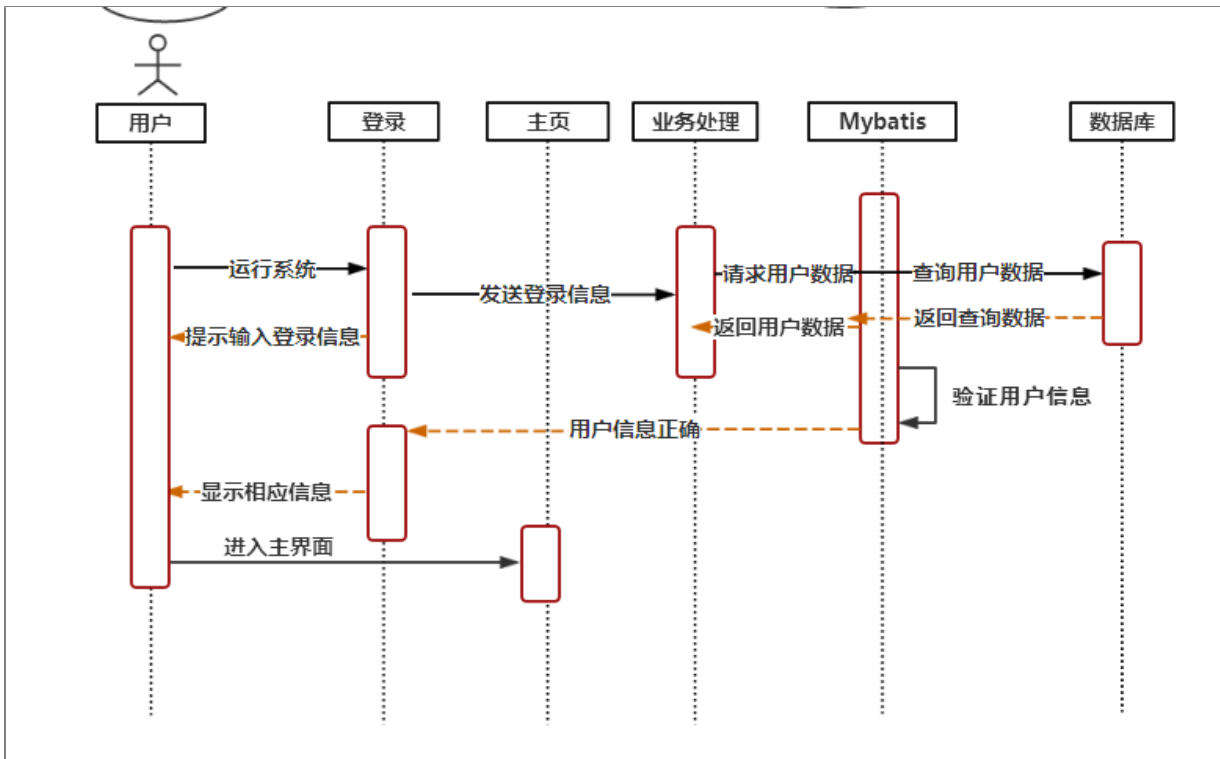 用户
登录
主页
业务处理
Mybatis
数据库
运行系统
请求用户数据
查询用户数据
发送登录信息
返回查询数据
返回用户数据
提示输入登录信息
验证用户信息
用户信息正确
显示相应信息
进入主界面